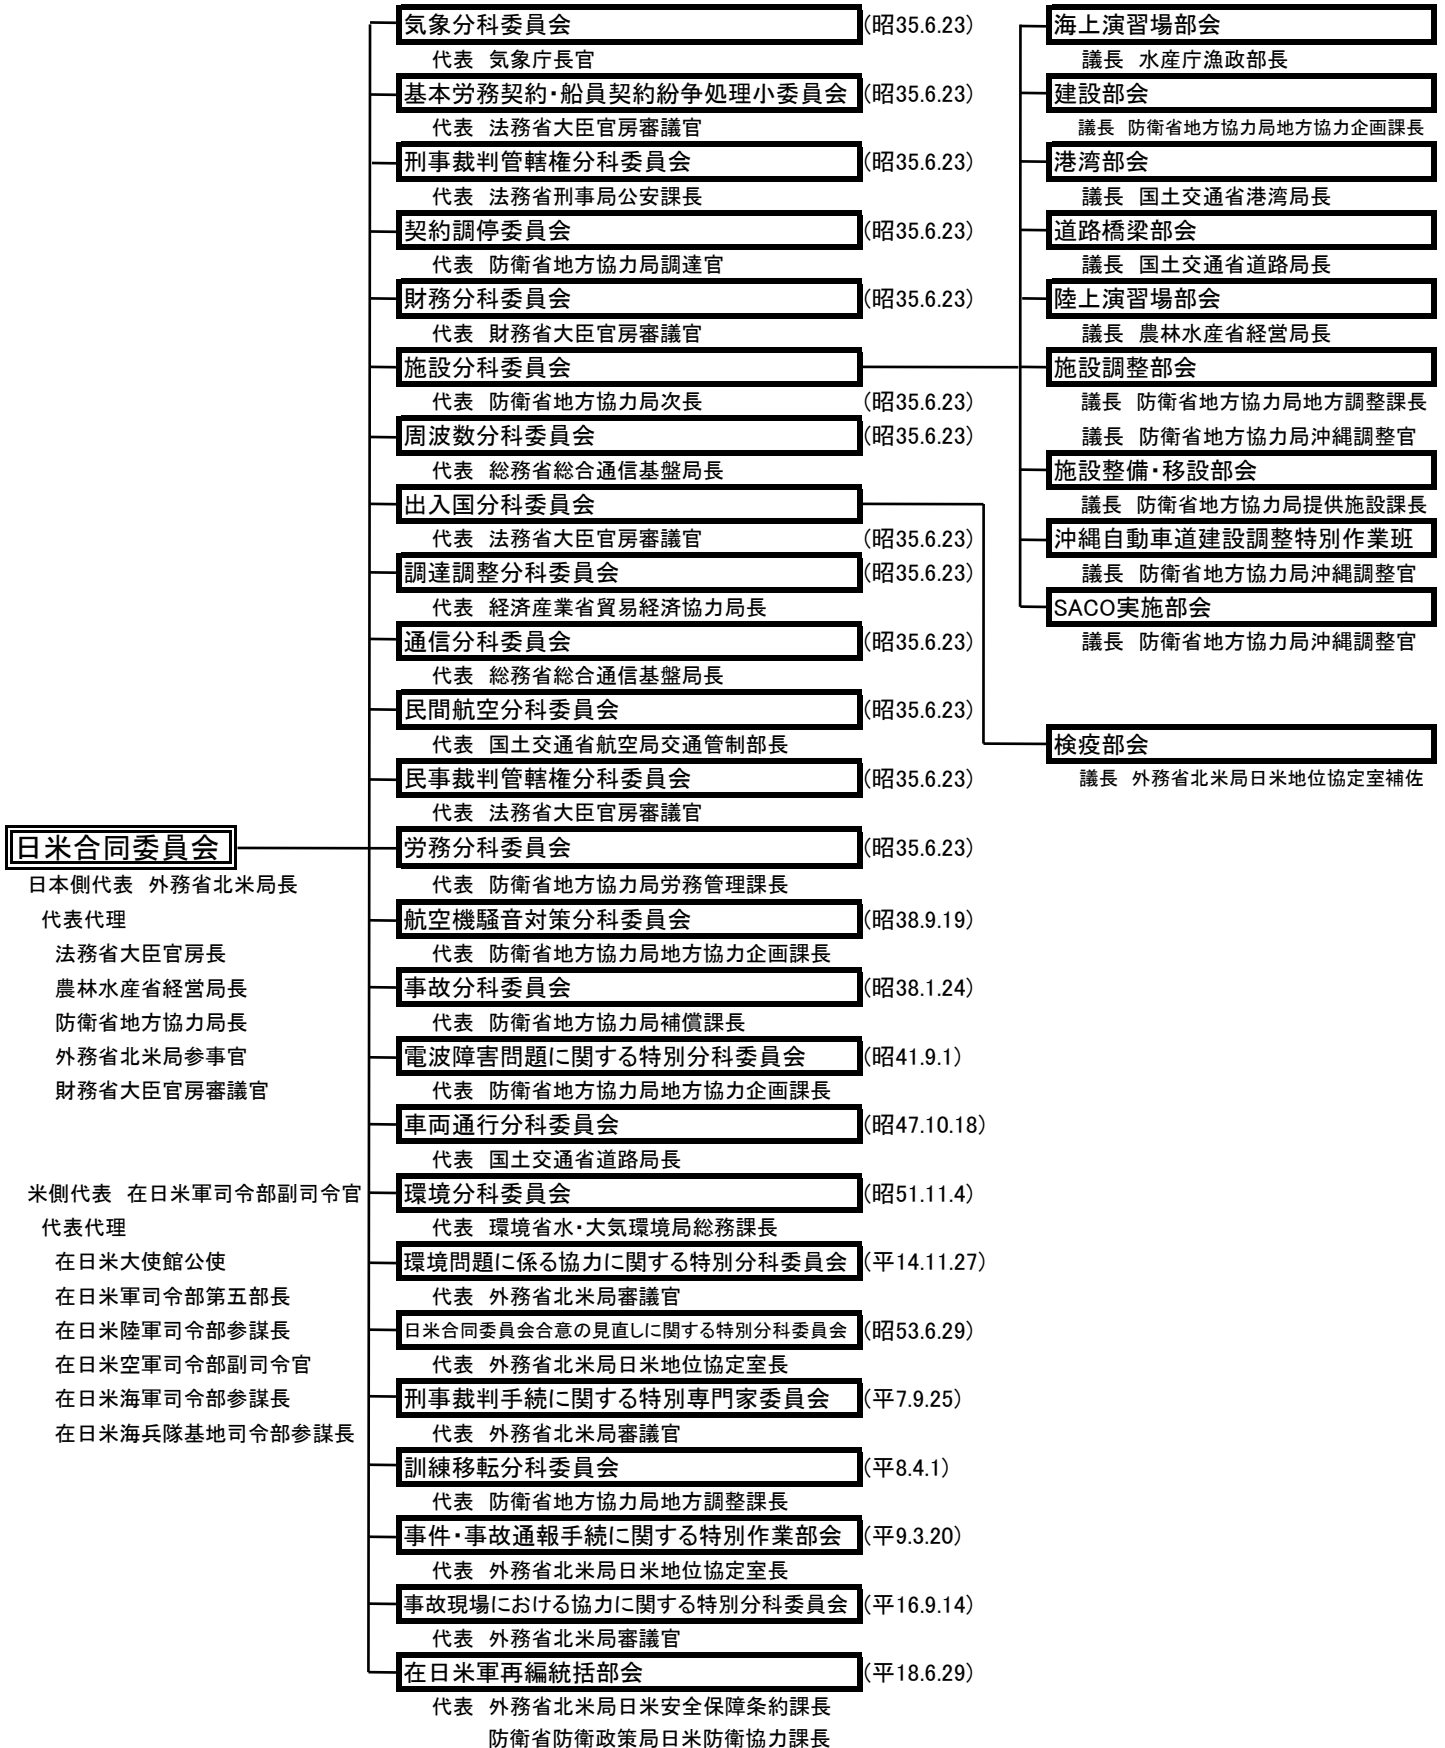 日米合同委員会
日本側代表 外務省北米局長
代表代理
法務省大臣官房長
農林水産省経営局長
防衛省地方協力局長
外務省北米局参事官
財務省大臣官房審議官
米側代表 在日米軍司令部副司令官
代表代理
在日米大使館公使
在日米軍司令部第五部長
在日米陸軍司令部参謀長
在日米空軍司令部副司令官
在日米海軍司令部参謀長
在日米海兵隊基地司令部参謀長
気象分科委員会 (昭35.6.23)
代表 気象庁長官
基本労務契約・船員契約紛争処理小委員会 (昭35.6.23)
代表 法務省大臣官房審議官
刑事裁判管轄権分科委員会 (昭35.6.23)
代表 法務省刑事局公安課長
契約調停委員会 (昭35.6.23)
代表 防衛省地方協力局調達官
財務分科委員会 (昭35.6.23)
代表 財務省大臣官房審議官
施設分科委員会
代表 防衛省地方協力局次長 (昭35.6.23)
周波数分科委員会 (昭35.6.23)
代表 総務省総合通信基盤局長
出入国分科委員会
代表 法務省大臣官房審議官 (昭35.6.23)
調達調整分科委員会 (昭35.6.23)
代表 経済産業省貿易経済協力局長
通信分科委員会 (昭35.6.23)
代表 総務省総合通信基盤局長
民間航空分科委員会 (昭35.6.23)
代表 国土交通省航空局交通管制部長
民事裁判管轄権分科委員会 (昭35.6.23)
代表 法務省大臣官房審議官
労務分科委員会 (昭35.6.23)
代表 防衛省地方協力局労務管理課長
航空機騒音対策分科委員会 (昭38.9.19)
代表 防衛省地方協力局地方協力企画課長
事故分科委員会 (昭38.1.24)
代表 防衛省地方協力局補償課長
電波障害問題に関する特別分科委員会 (昭41.9.1)
代表 防衛省地方協力局地方協力企画課長
車両通行分科委員会 (昭47.10.18)
代表 国土交通省道路局長
環境分科委員会 (昭51.11.4)
代表 環境省水・大気環境局総務課長
環境問題に係る協力に関する特別分科委員会 (平14.11.27)
代表 外務省北米局審議官
日米合同委員会合意の見直しに関する特別分科委員会 (昭53.6.29)
代表 外務省北米局日米地位協定室長
刑事裁判手続に関する特別専門家委員会 (平7.9.25)
代表 外務省北米局審議官
訓練移転分科委員会 (平8.4.1)
代表 防衛省地方協力局地方調整課長
事件・事故通報手続に関する特別作業部会 (平9.3.20)
代表 外務省北米局日米地位協定室長
事故現場における協力に関する特別分科委員会 (平16.9.14)
代表 外務省北米局審議官
在日米軍再編統括部会 (平18.6.29)
代表 外務省北米局日米安全保障条約課長
防衛省防衛政策局日米防衛協力課長
海上演習場部会
議長 水産庁漁政部長
建設部会
議長 防衛省地方協力局地方協力企画課長
港湾部会
議長 国土交通省港湾局長
道路橋梁部会
議長 国土交通省道路局長
陸上演習場部会
議長 農林水産省経営局長
施設調整部会
議長 防衛省地方協力局地方調整課長
議長 防衛省地方協力局沖縄調整官
施設整備・移設部会
議長 防衛省地方協力局提供施設課長
沖縄自動車道建設調整特別作業班
議長 防衛省地方協力局沖縄調整官
SACO実施部会
議長 防衛省地方協力局沖縄調整官
検疫部会
議長 外務省北米局日米地位協定室補佐